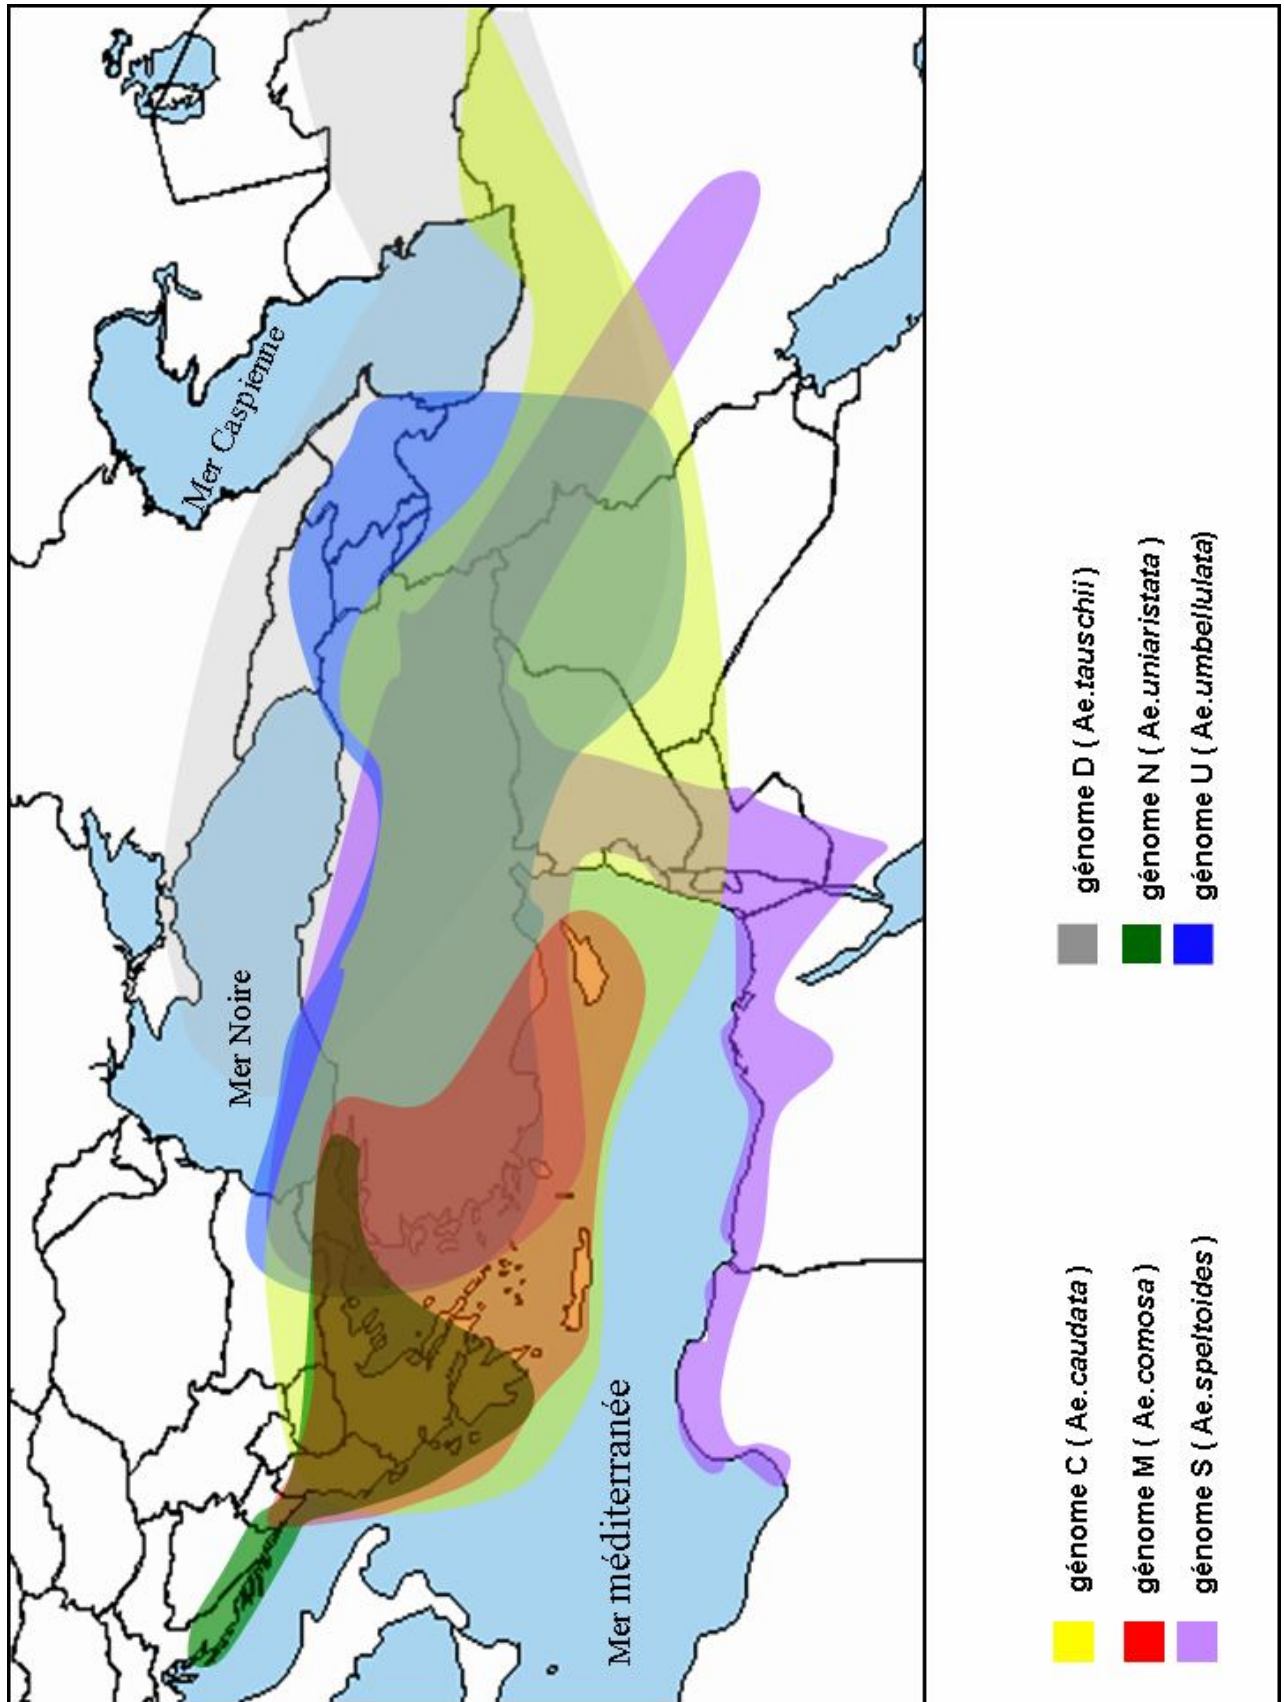 Mer Caspienne
Mer Noire
Mer méditerranée
génome C ( Ae.caudata )
génome M ( Ae.comosa )
génome S ( Ae.speltoides )
génome D ( Ae.tauschii )
génome N ( Ae.uniaristata )
génome U ( Ae.umbellulata)